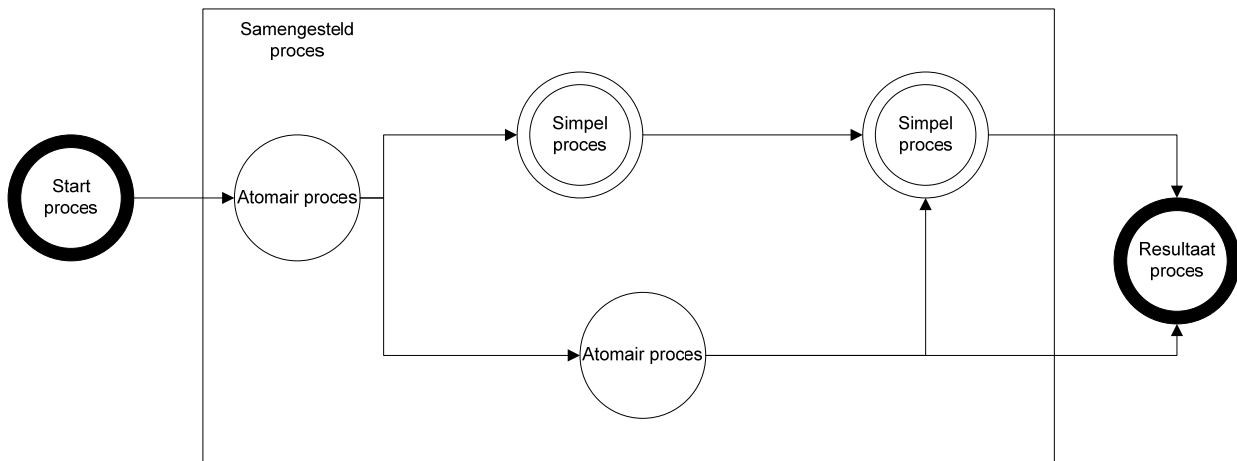 Samengesteld
proces
Start
proces
Atomair proces
Simpel
proces
Simpel
proces
Atomair proces
Resultaat
proces